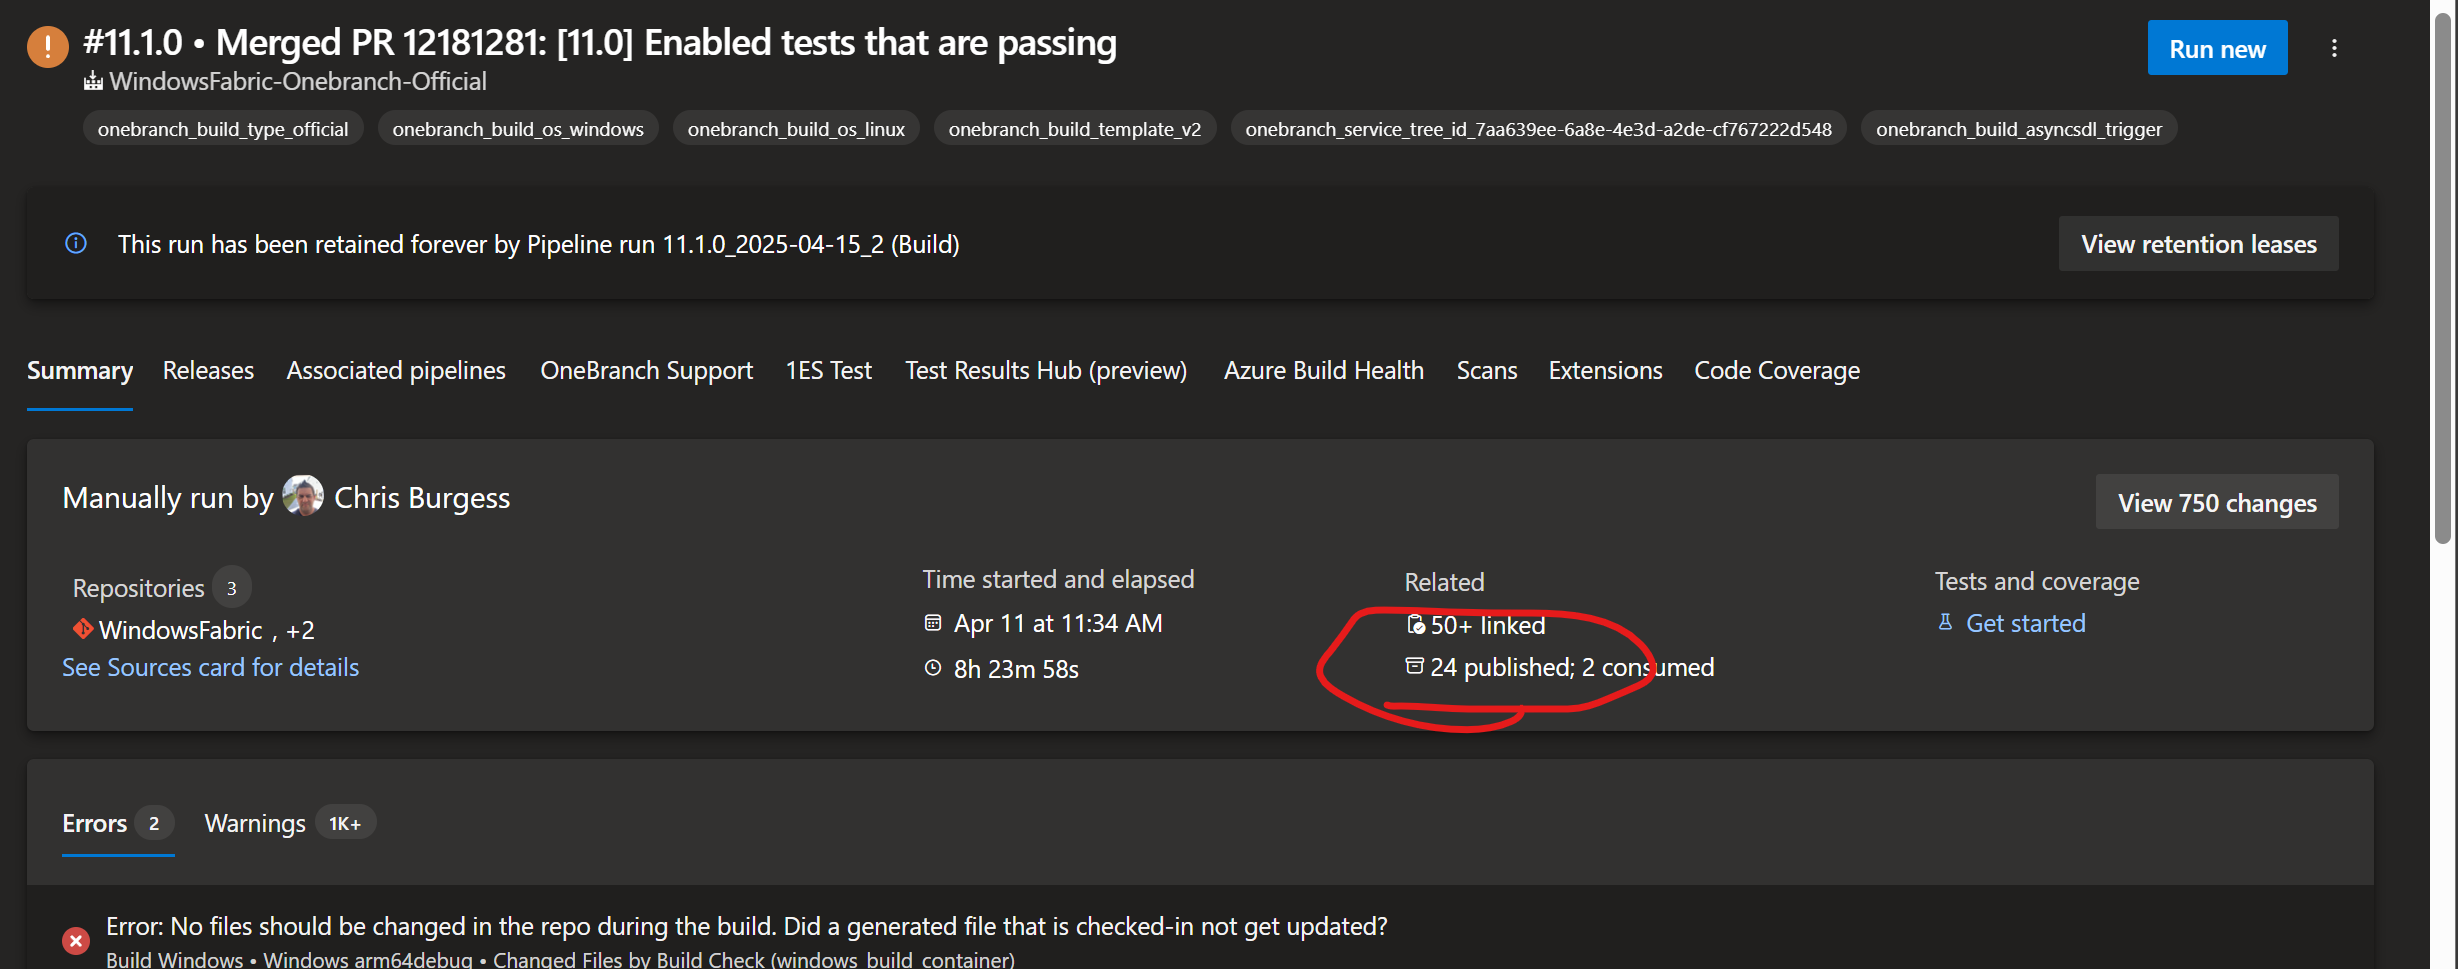 #11.1.0 • Merged PR 12181281: [11.0] Enabled tests that are passing
Run new
WindowsFabric-Onebranch-Official
onebranch_build_type_official onebranch_build_os_windows onebranch_build_os_linux onebranch_build_template_v2 onebranch_service_tree_id_7aa639ee-6a8e-4e3d-a2de-cf767222d548 onebranch_build_asyncsdl_trigger
This run has been retained forever by Pipeline run 11.1.0_2025-04-15_2 (Build)
View retention leases
Summary Releases Associated pipelines OneBranch Support 1ES Test Test Results Hub (preview) Azure Build Health Scans Extensions Code Coverage
Manually run by Chris Burgess
View 750 changes
Repositories 3
WindowsFabric , +2
See Sources card for details
Time started and elapsed
Apr 11 at 11:34 AM
8h 23m 58s
Related
50+ linked
24 published; 2 consumed
Tests and coverage
Get started
Errors 2 Warnings 1K+
Error: No files should be changed in the repo during the build. Did a generated file that is checked-in not get updated?
Build Windows • Windows arm64debug • Changed Files by Build Check (windows_build_container)